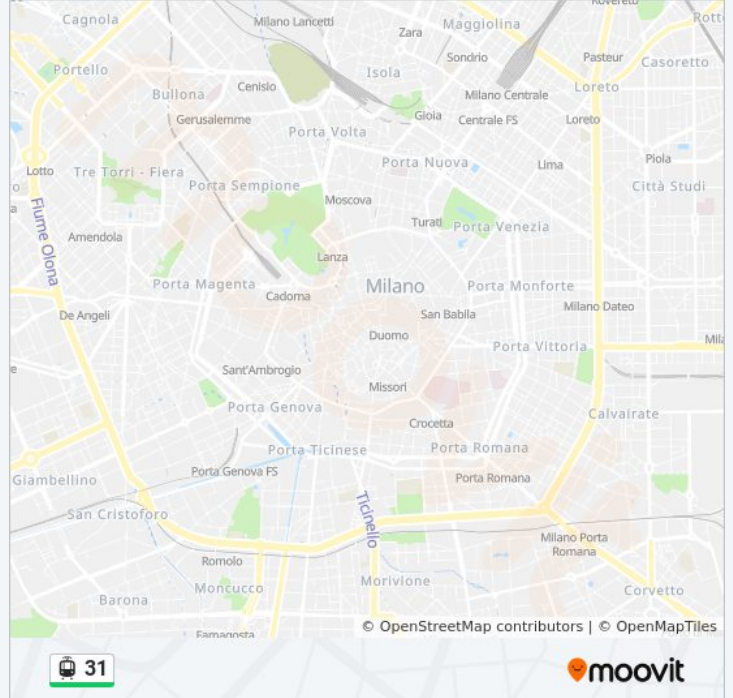 Rovereto
Cagnola
Milano Lancetti
Maggiolina
Zara
Sondrio
Pasteur
Casoretto
Portello
Isola
Bullona
Cenisio
Milano Centrale
Loreto
Gerusalemme
Gioia
Centrale FS
Loreto
Porta Volta
Porta Nuova
Lima
Piola
Lotto
Tre Torri - Fiera
Porta Sempione
Città Studi
Moscova
Turati
Porta Venezia
Fiume Olona
Amendola
Lanza
Porta Magenta
Cadorna
Milano
Porta Monforte
De Angeli
San Babila
Milano Dateo
Duomo
Porta Vittoria
Sant'Ambrogio
Missori
Porta Genova
Crocetta
Calvairate
Porta Ticinese
Porta Romana
Giambellino
Porta Genova FS
Porta Romana
San Cristoforo
Ticinello
Milano Porta
Romana
Romolo
Moncucco
Morivione
Corvetto
Barona
Famagosta
© OpenStreetMap contributors | © OpenMapTiles
31
moovit